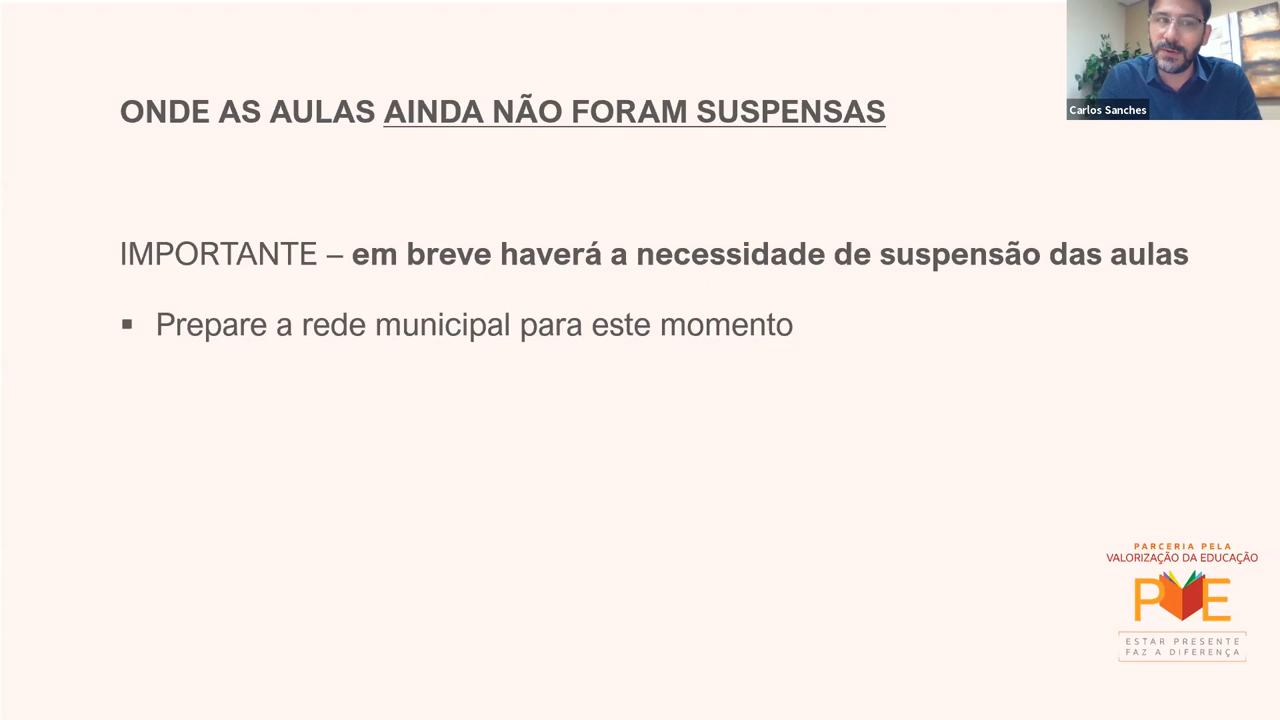 ONDE AS AULAS AINDA NÃO FORAM SUSPENSAS
Carlos Sanches
IMPORTANTE – em breve haverá a necessidade de suspensão das aulas
▪ Prepare a rede municipal para este momento
PARCERIA PELA
VALORIZAÇÃO DA EDUCAÇÃO
PVE
ESTAR PRESENTE
FAZ A DIFERENÇA